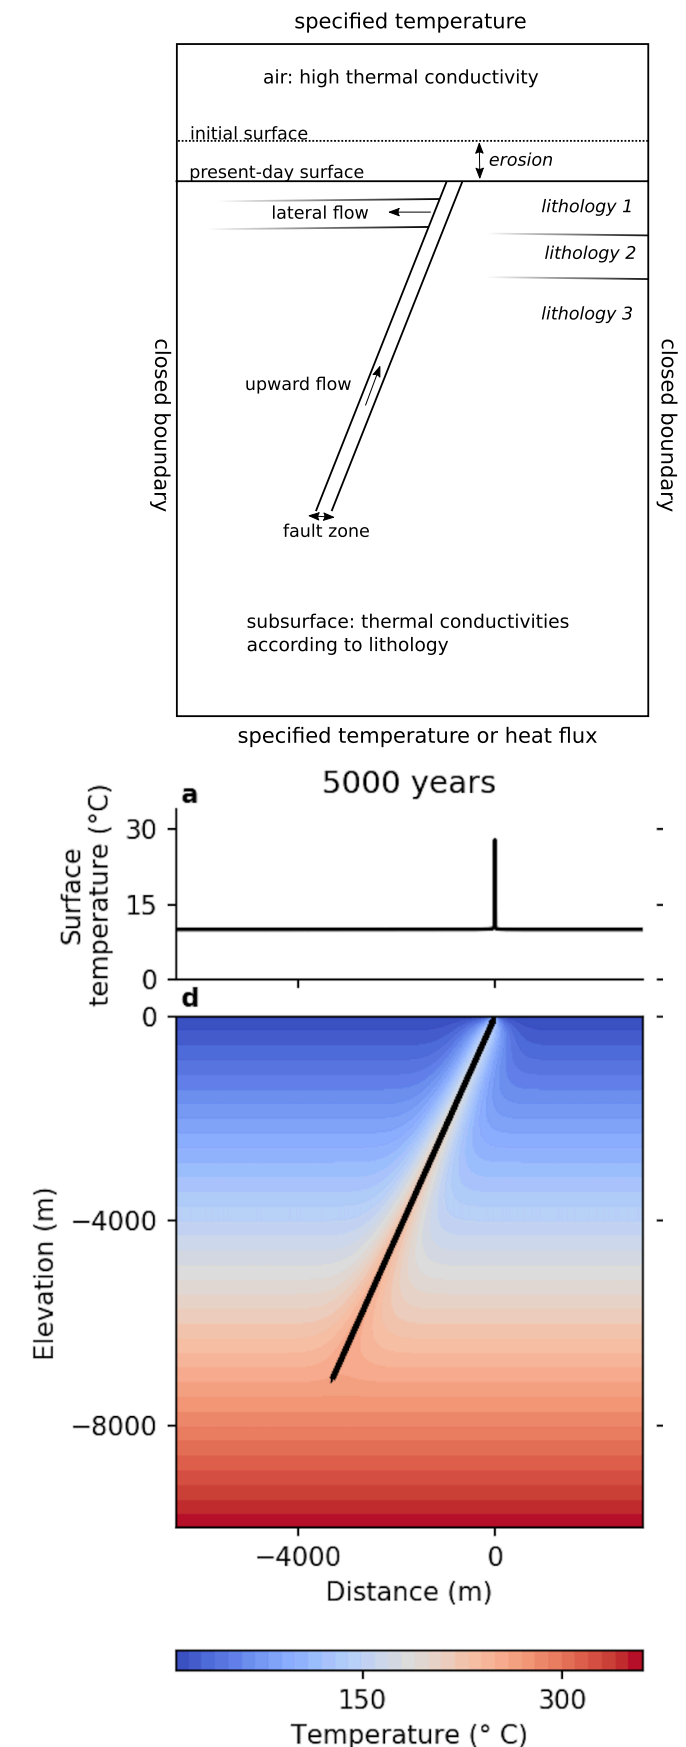 specified temperature
air: high thermal conductivity
initial surface
erosion
present-day surface
lithology 1
lateral flow
lithology 2
lithology 3
closed boundary
closed boundary
upward flow
fault zone
subsurface: thermal conductivities
according to lithology
specified temperature or heat flux
5000 years
a
Surface
temperature (°C)
30
15
0
d
Elevation (m)
0
−4000
−8000
−4000
0
Distance (m)
150
300
Temperature (° C)